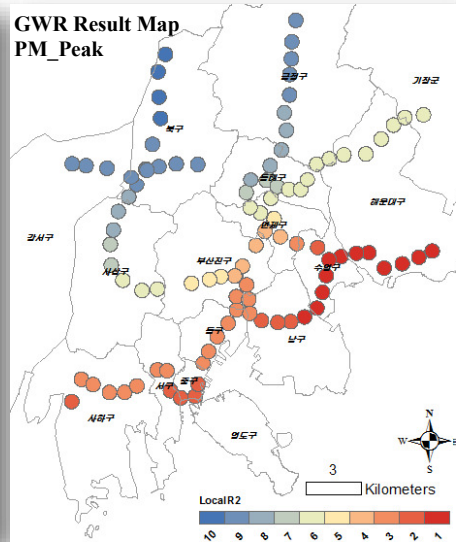 GWR Result Map
PM_Peak
금정구
기장군
북구
동래구
해운대구
강서구
연제구
부산진구
수영구
사상구
동구
남구
서구
중구
사하구
영도구
N
W
E
S
3
Kilometers
LocalR2
10 9 8 7 6 5 4 3 2 1